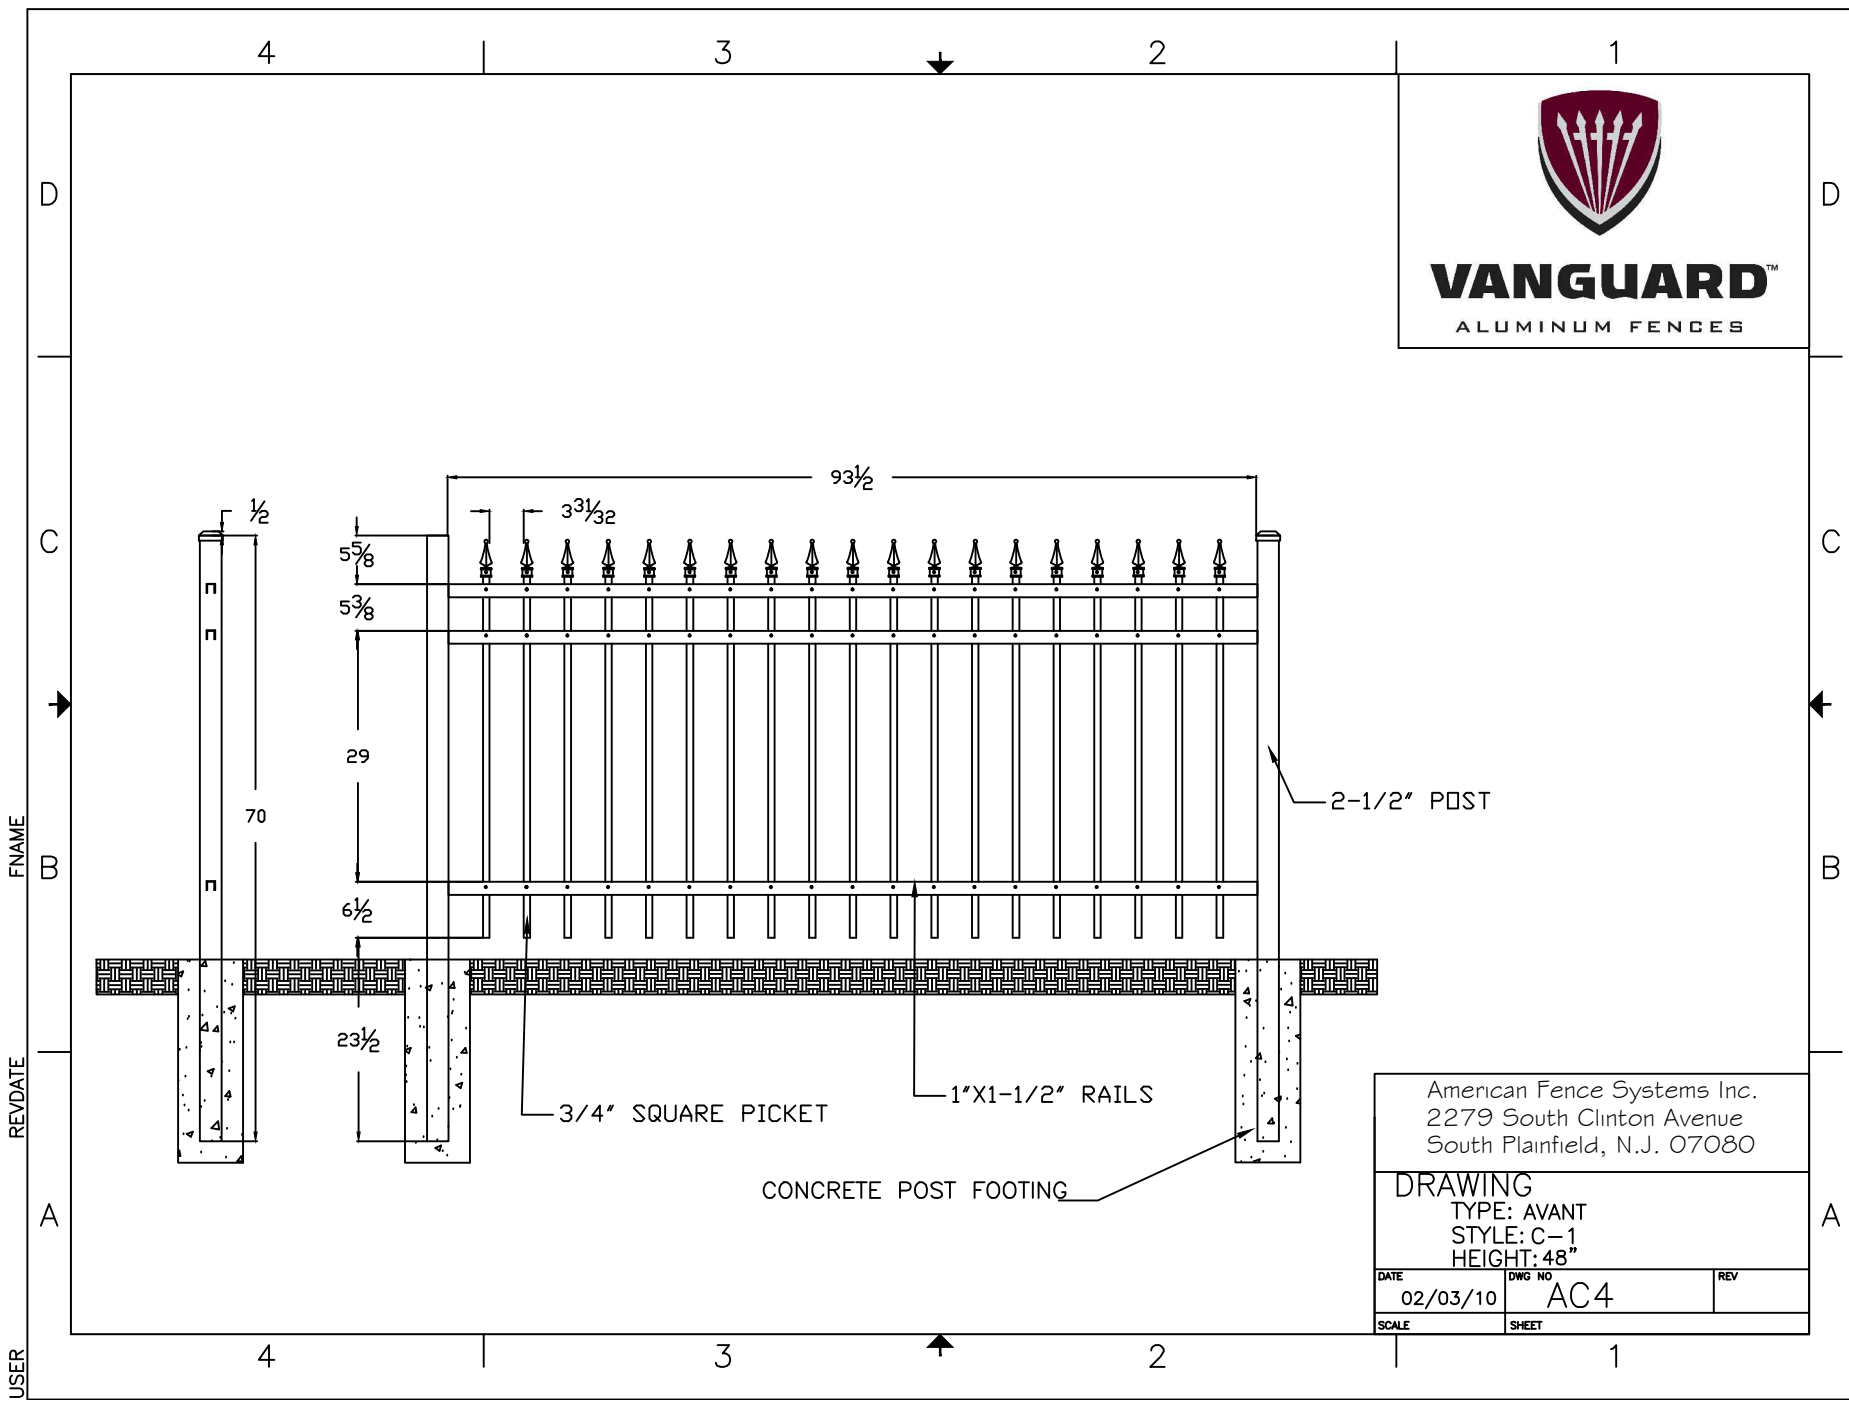 4 3 2 1
D D
VANGUARD™
ALUMINUM FENCES
93½
½
3 31/32
C C
5⅝
5⅜
29
2-1/2" POST
70
FNAME
B B
6½
23½
REVDATE
1"X1-1/2" RAILS
3/4" SQUARE PICKET
American Fence Systems Inc.
2279 South Clinton Avenue
South Plainfield, N.J. 07080
CONCRETE POST FOOTING
DRAWING
TYPE: AVANT
STYLE: C-1
HEIGHT: 48"
A A
DATE DWG NO REV
02/03/10 AC4
SCALE SHEET
4 3 2 1
USER